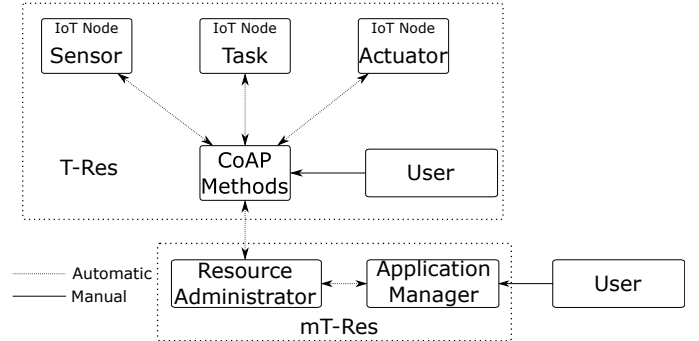 IoT Node
Sensor
IoT Node
Task
IoT Node
Actuator
T-Res
CoAP
Methods
User
Automatic
Manual
Resource
Administrator
Application
Manager
User
mT-Res